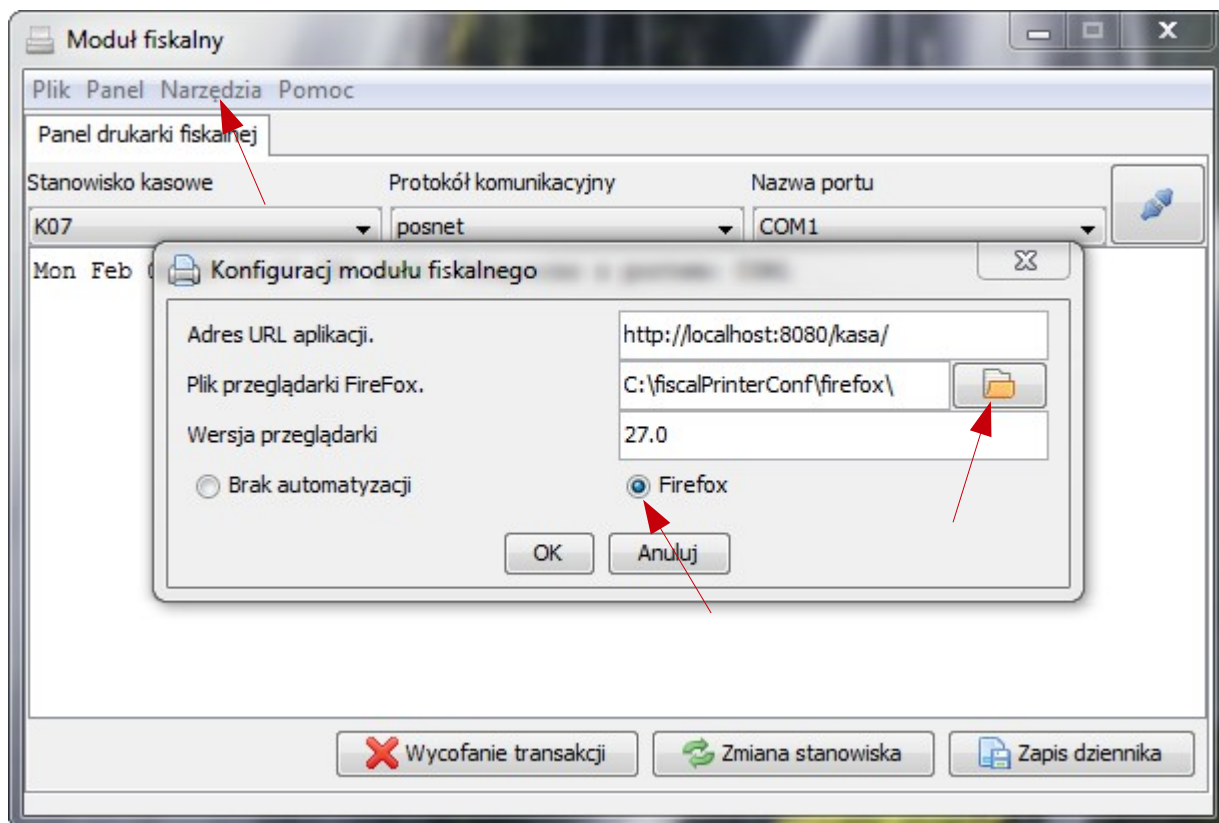 Moduł fiskalny
Plik Panel Narzędzia Pomoc
Panel drukarki fiskalnej
Stanowisko kasowe Protokół komunikacyjny Nazwa portu
K07 posnet COM1
Mon Feb
Konfiguracj modułu fiskalnego
Adres URL aplikacji. http://localhost:8080/kasa/
Plik przeglądarki FireFox. C:\fiscalPrinterConf\firefox\
Wersja przeglądarki 27.0
Brak automatyzacji Firefox
OK Anuluj
Wycofanie transakcji Zmiana stanowiska Zapis dziennika